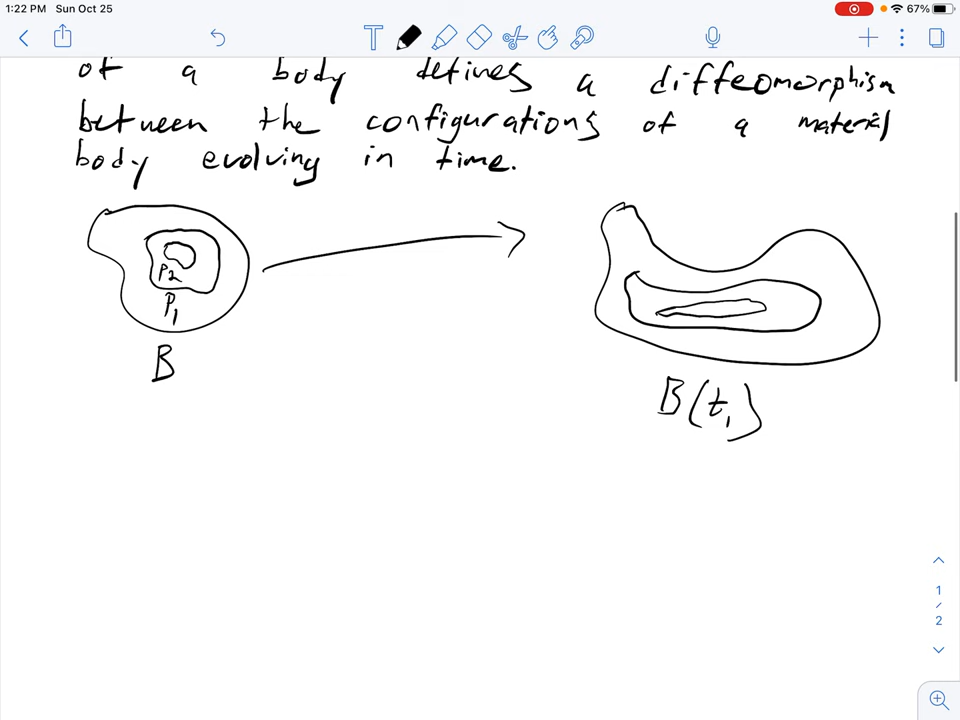 1:22 PM Sun Oct 25
67%
T
of a body defines a diffeomorphism
between the configurations of a material
body evolving in time.
P2
P1
B
B(t1)
1
/
2